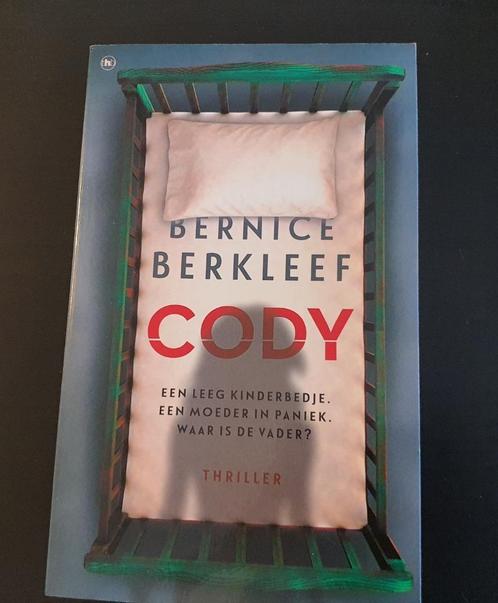 BERNICE
BERKLEEF
CODY
EEN LEEG KINDERBEDJE.
EEN MOEDER IN PANIEK.
WAAR IS DE VADER?
THRILLER